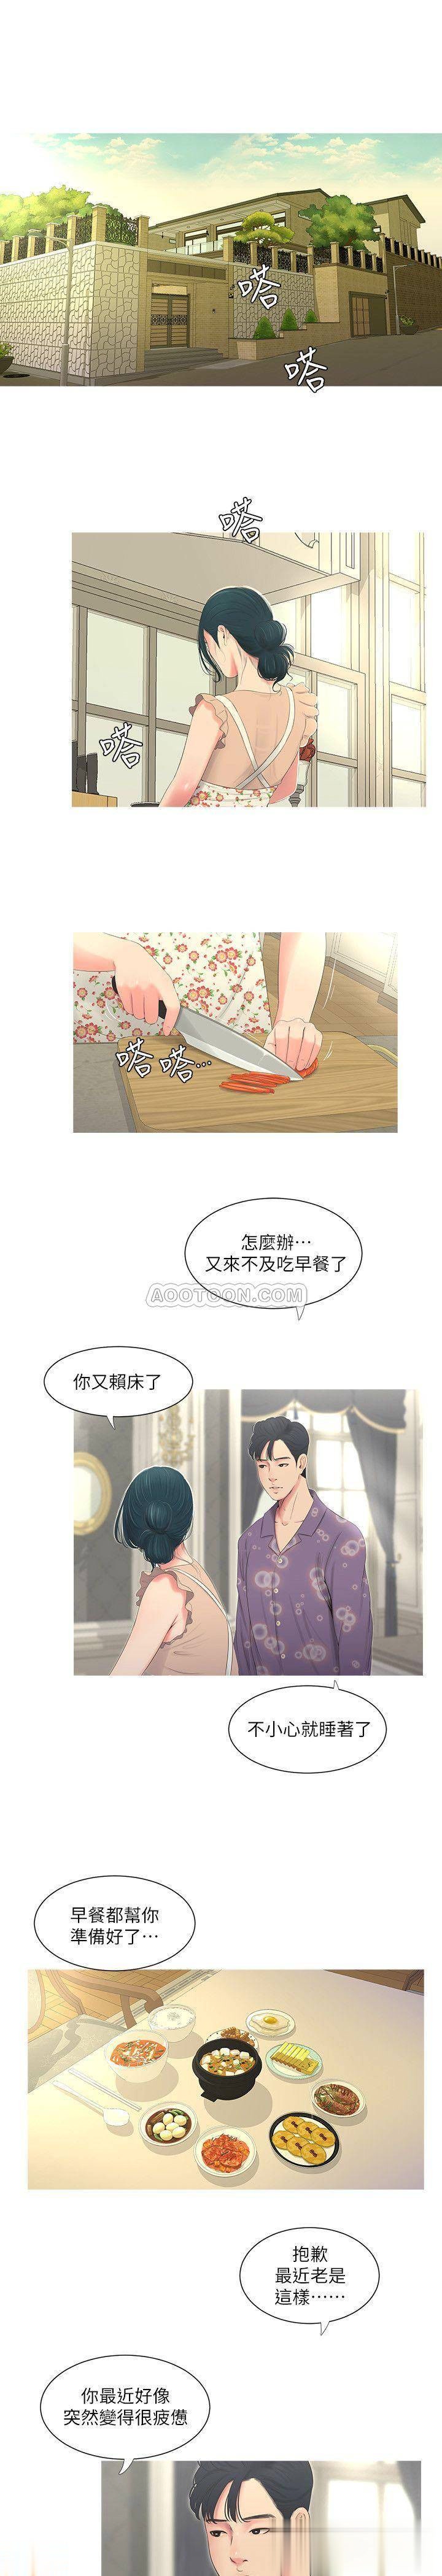 嗒
嗒
嗒
嗒
嗒
嗒…
怎麼辦…
又來不及吃早餐了
AOOTOON.COM
你又賴床了
不小心就睡著了
早餐都幫你
準備好了…
抱歉
最近老是
這樣……
你最近好像
突然變得很疲憊